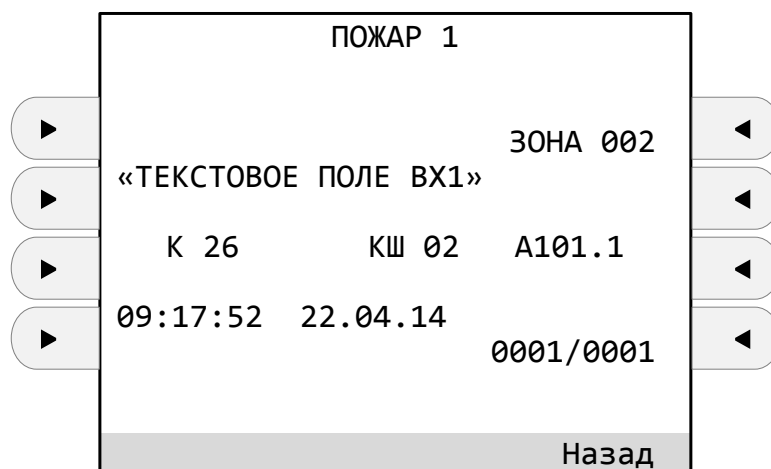 ПОЖАР 1
ЗОНА 002
«ТЕКСТОВОЕ ПОЛЕ ВХ1»
К 26 КШ 02 А101.1
09:17:52 22.04.14
0001/0001
Назад